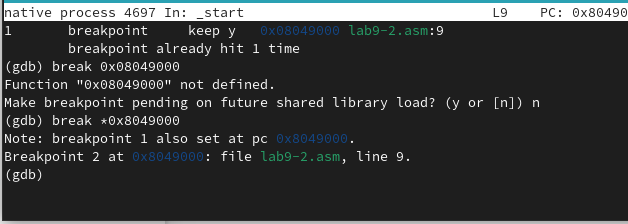 native process 4697 In: _start L9 PC: 0x80490
1 breakpoint keep y 0x08049000 lab9-2.asm:9
breakpoint already hit 1 time
(gdb) break 0x08049000
Function "0x08049000" not defined.
Make breakpoint pending on future shared library load? (y or [n]) n
(gdb) break *0x8049000
Note: breakpoint 1 also set at pc 0x8049000.
Breakpoint 2 at 0x8049000: file lab9-2.asm, line 9.
(gdb)